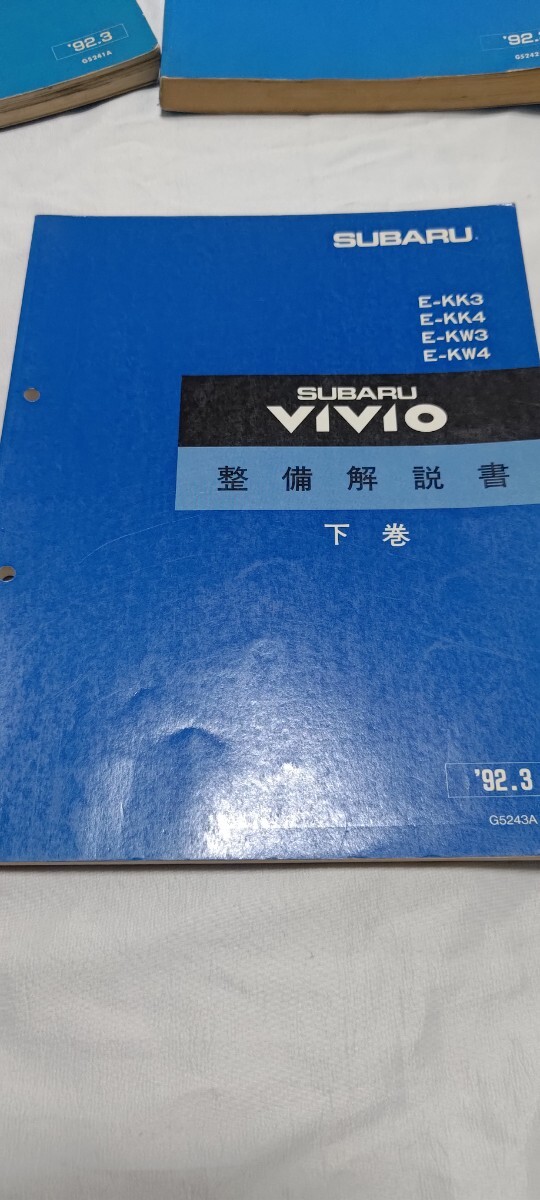 '92.3
G5241A
'92.
G5242
SUBARU
E-KK3
E-KK4
E-KW3
E-KW4
SUBARU
VIVIO
整備解説書
下巻
'92.3
G5243A